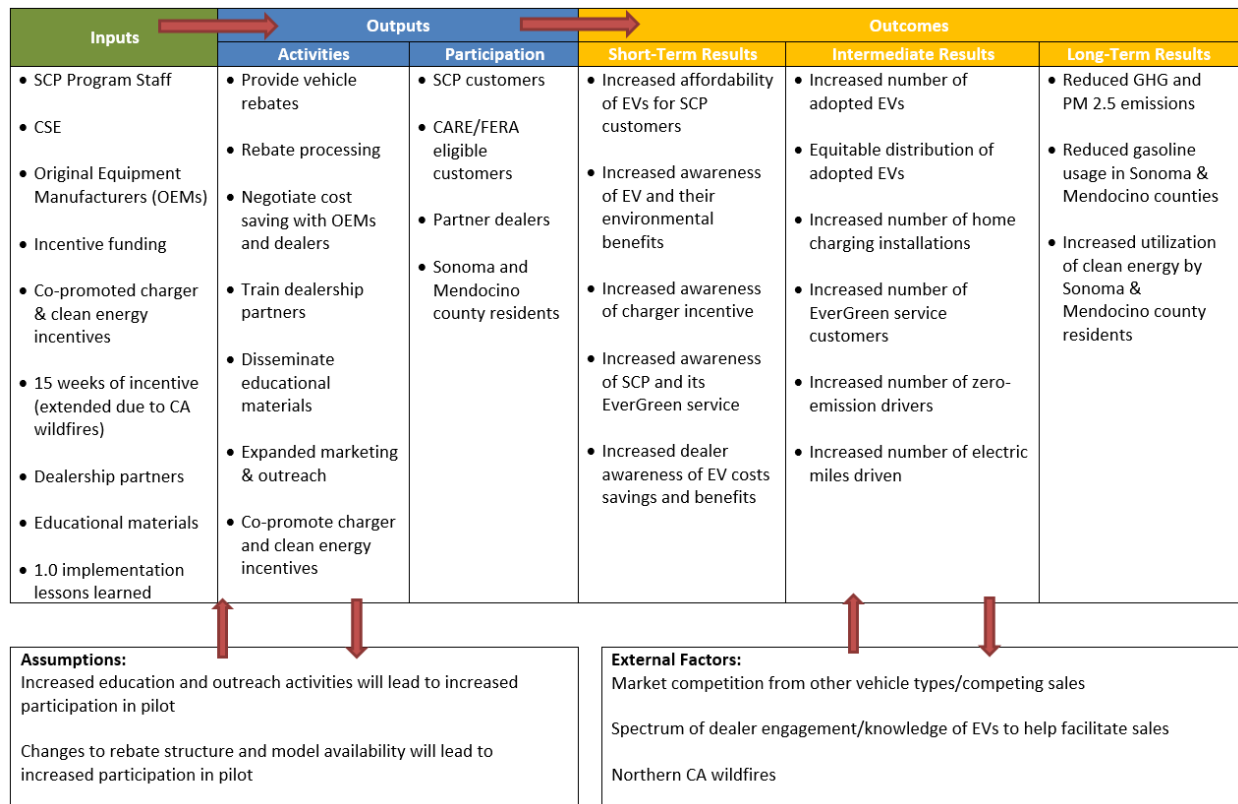 Inputs
Outputs
Outcomes
Activities
Participation
Short-Term Results
Intermediate Results
Long-Term Results
• SCP Program Staff
• CSE
• Original Equipment
Manufacturers (OEMs)
• Incentive funding
• Co-promoted charger
& clean energy
incentives
• 15 weeks of incentive
(extended due to CA
wildfires)
• Dealership partners
• Educational materials
• 1.0 implementation
lessons learned
• Provide vehicle
rebates
• Rebate processing
• Negotiate cost
saving with OEMs
and dealers
• Train dealership
partners
• Disseminate
educational
materials
• Expanded marketing
& outreach
• Co-promote charger
and clean energy
incentives
• SCP customers
• CARE/FERA
eligible
customers
• Partner dealers
• Sonoma and
Mendocino
county residents
• Increased affordability
of EVs for SCP
customers
• Increased awareness
of EV and their
environmental
benefits
• Increased awareness
of charger incentive
• Increased awareness
of SCP and its
EverGreen service
• Increased dealer
awareness of EV costs
savings and benefits
• Increased number of
adopted EVs
• Equitable distribution of
adopted EVs
• Increased number of home
charging installations
• Increased number of
EverGreen service
customers
• Increased number of zero-
emission drivers
• Increased number of electric
miles driven
• Reduced GHG and
PM 2.5 emissions
• Reduced gasoline
usage in Sonoma &
Mendocino counties
• Increased utilization
of clean energy by
Sonoma &
Mendocino county
residents
Assumptions:
Increased education and outreach activities will lead to increased
participation in pilot
Changes to rebate structure and model availability will lead to
increased participation in pilot
External Factors:
Market competition from other vehicle types/competing sales
Spectrum of dealer engagement/knowledge of EVs to help facilitate sales
Northern CA wildfires